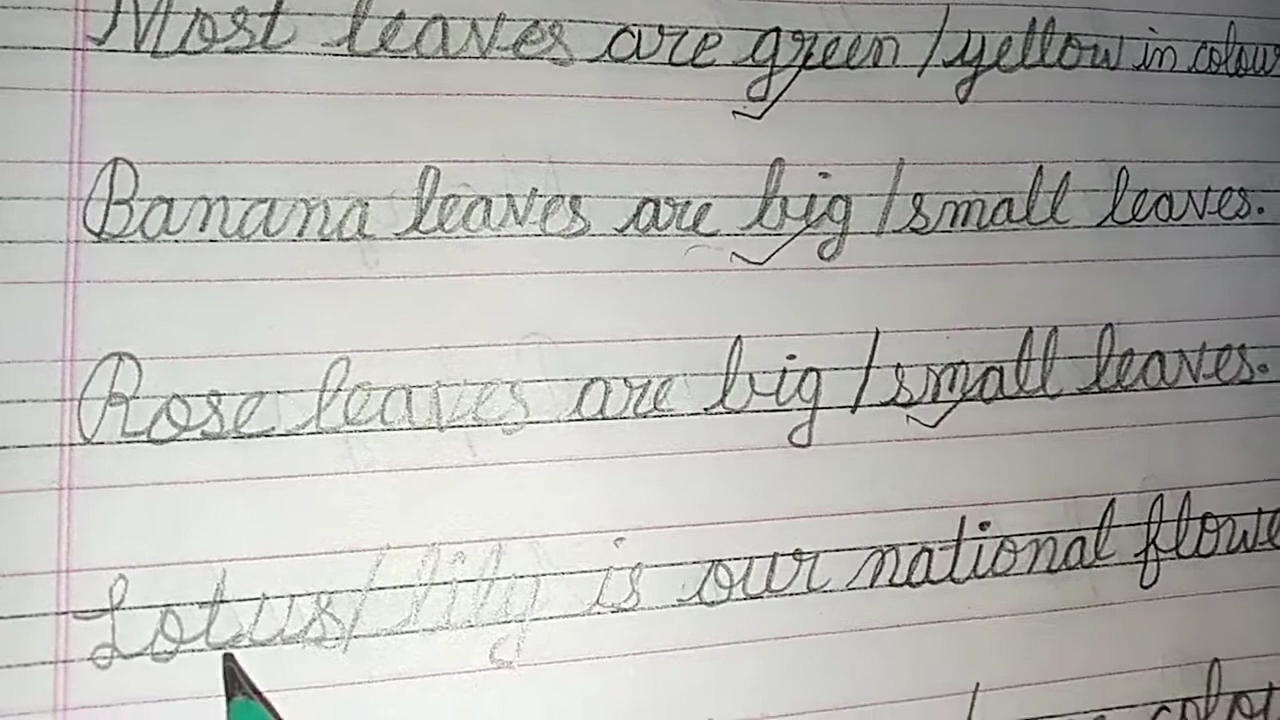 Most leaves are green / yellow in colour
Banana leaves are big / small leaves.
Rose leaves are big / small leaves.
Lotus / lily is our national flowe
color